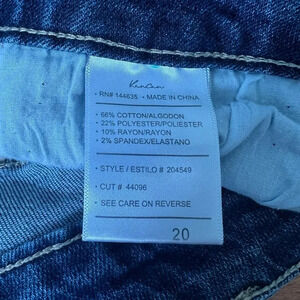 KanCan
• RN# 144635 • MADE IN CHINA
• 66% COTTON/ALGODON
• 22% POLYESTER/POLIESTER
• 10% RAYON/RAYON
• 2% SPANDEX/ELASTANO
• STYLE / ESTILO # 204549
• CUT # 44096
• SEE CARE ON REVERSE
20